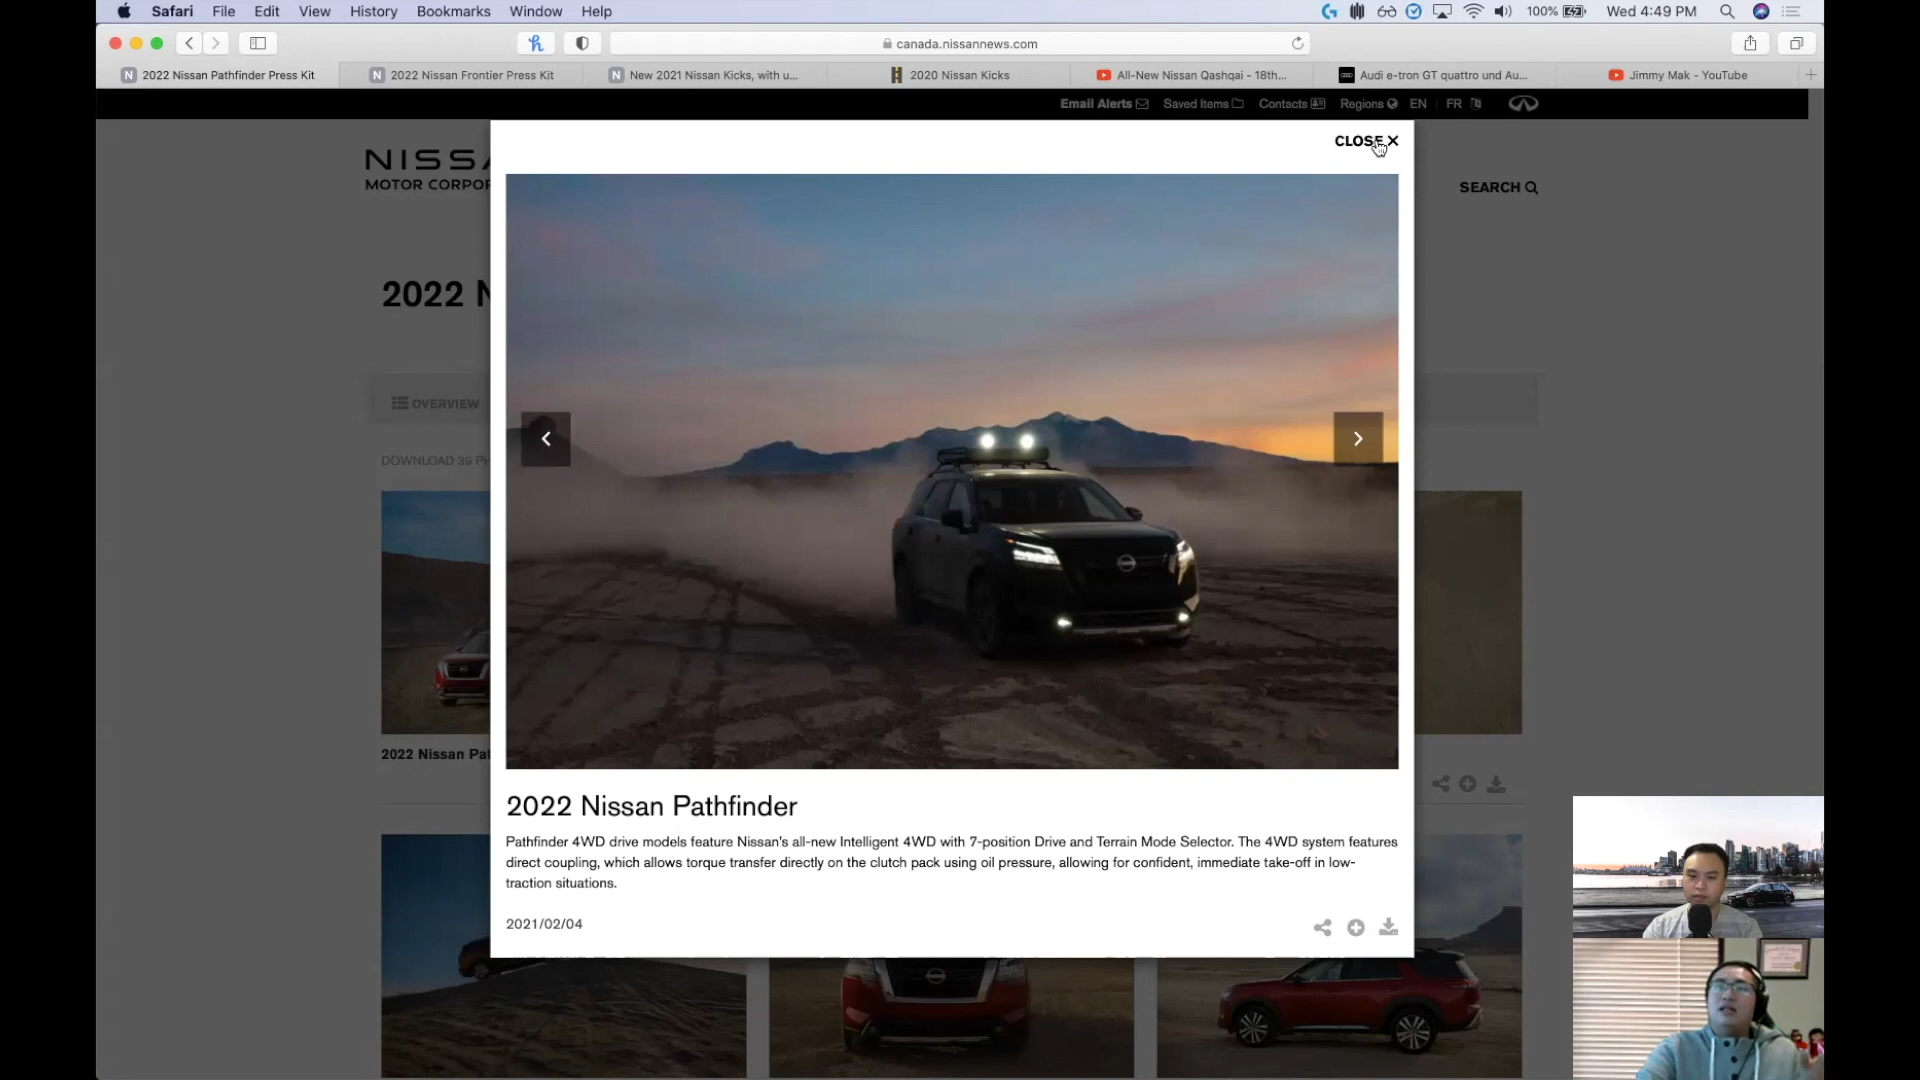 Safari File Edit View History Bookmarks Window Help 100% Wed 4:49 PM
canada.nissannews.com
2022 Nissan Pathfinder Press Kit 2022 Nissan Frontier Press Kit New 2021 Nissan Kicks, with u... 2020 Nissan Kicks All-New Nissan Qashqai - 18th... Audi e-tron GT quattro und Au... Jimmy Mak - YouTube
Email Alerts Saved Items Contacts Regions EN FR
CLOSE
NISSA
MOTOR CORPOR
SEARCH
2022 N
OVERVIEW
DOWNLOAD 39 PH
2022 Nissan Pat
2022 Nissan Pathfinder
Pathfinder 4WD drive models feature Nissan's all-new Intelligent 4WD with 7-position Drive and Terrain Mode Selector. The 4WD system features
direct coupling, which allows torque transfer directly on the clutch pack using oil pressure, allowing for confident, immediate take-off in low-
traction situations.
2021/02/04